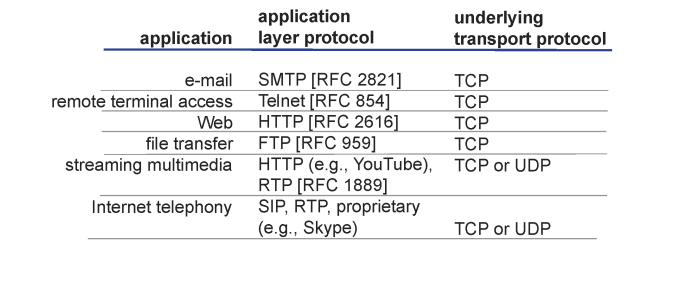 application application layer protocol underlying transport protocol
e-mail SMTP [RFC 2821] TCP
remote terminal access Telnet [RFC 854] TCP
Web HTTP [RFC 2616] TCP
file transfer FTP [RFC 959] TCP
streaming multimedia HTTP (e.g., YouTube), TCP or UDP
RTP [RFC 1889]
Internet telephony SIP, RTP, proprietary
(e.g., Skype) TCP or UDP